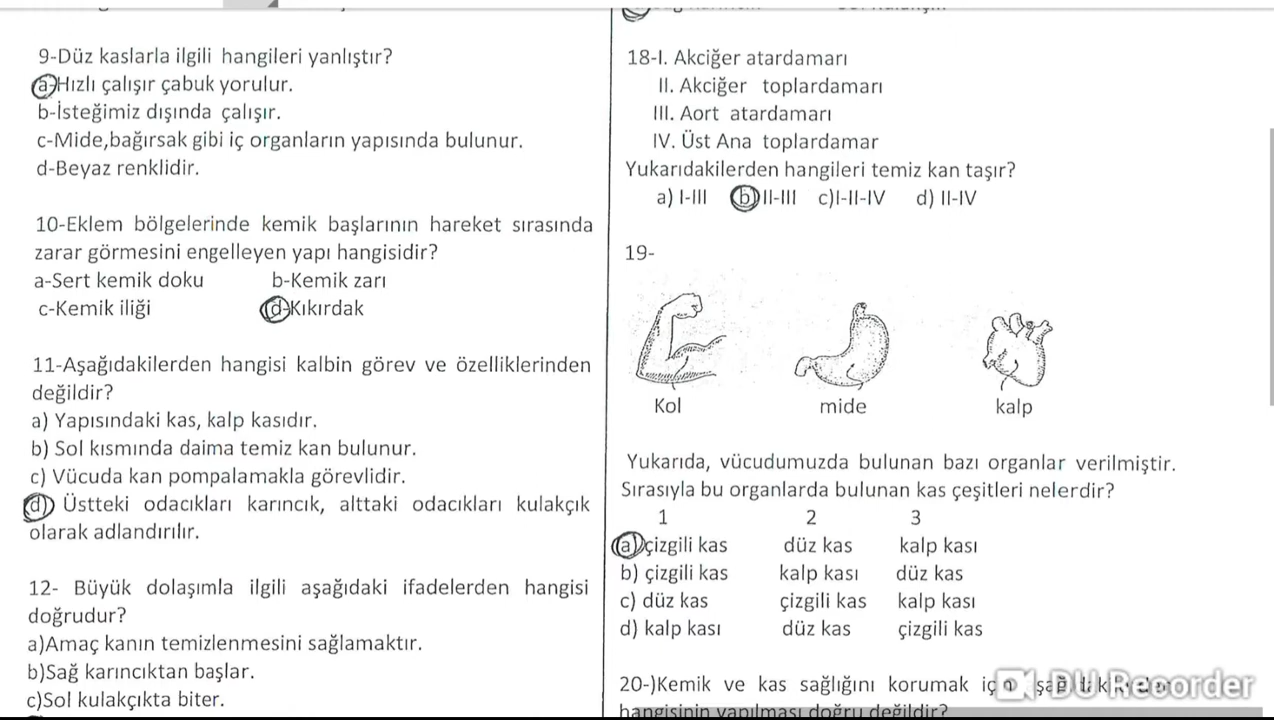 9-Düz kaslarla ilgili hangileri yanlıştır?
a-Hızlı çalışır çabuk yorulur.
b-İsteğimiz dışında çalışır.
c-Mide,bağırsak gibi iç organların yapısında bulunur.
d-Beyaz renklidir.
10-Eklem bölgelerinde kemik başlarının hareket sırasında
zarar görmesini engelleyen yapı hangisidir?
a-Sert kemik doku b-Kemik zarı
c-Kemik iliği d-Kıkırdak
11-Aşağıdakilerden hangisi kalbin görev ve özelliklerinden
değildir?
a) Yapısındaki kas, kalp kasıdır.
b) Sol kısmında daima temiz kan bulunur.
c) Vücuda kan pompalamakla görevlidir.
d) Üstteki odacıkları karıncık, alttaki odacıkları kulakçık
olarak adlandırılır.
12- Büyük dolaşımla ilgili aşağıdaki ifadelerden hangisi
doğrudur?
a)Amaç kanın temizlenmesini sağlamaktır.
b)Sağ karıncıktan başlar.
c)Sol kulakçıkta biter.
18-I. Akciğer atardamarı
II. Akciğer toplardamarı
III. Aort atardamarı
IV. Üst Ana toplardamar
Yukarıdakilerden hangileri temiz kan taşır?
a) I-III b) II-III c)I-II-IV d) II-IV
19-
Kol mide kalp
Yukarıda, vücudumuzda bulunan bazı organlar verilmiştir.
Sırasıyla bu organlarda bulunan kas çeşitleri nelerdir?
1 2 3
a) çizgili kas düz kas kalp kası
b) çizgili kas kalp kası düz kas
c) düz kas çizgili kas kalp kası
d) kalp kası düz kas çizgili kas
20-)Kemik ve kas sağlığını korumak için
hangisinin yapılması doğru değildir?
DU Recorder